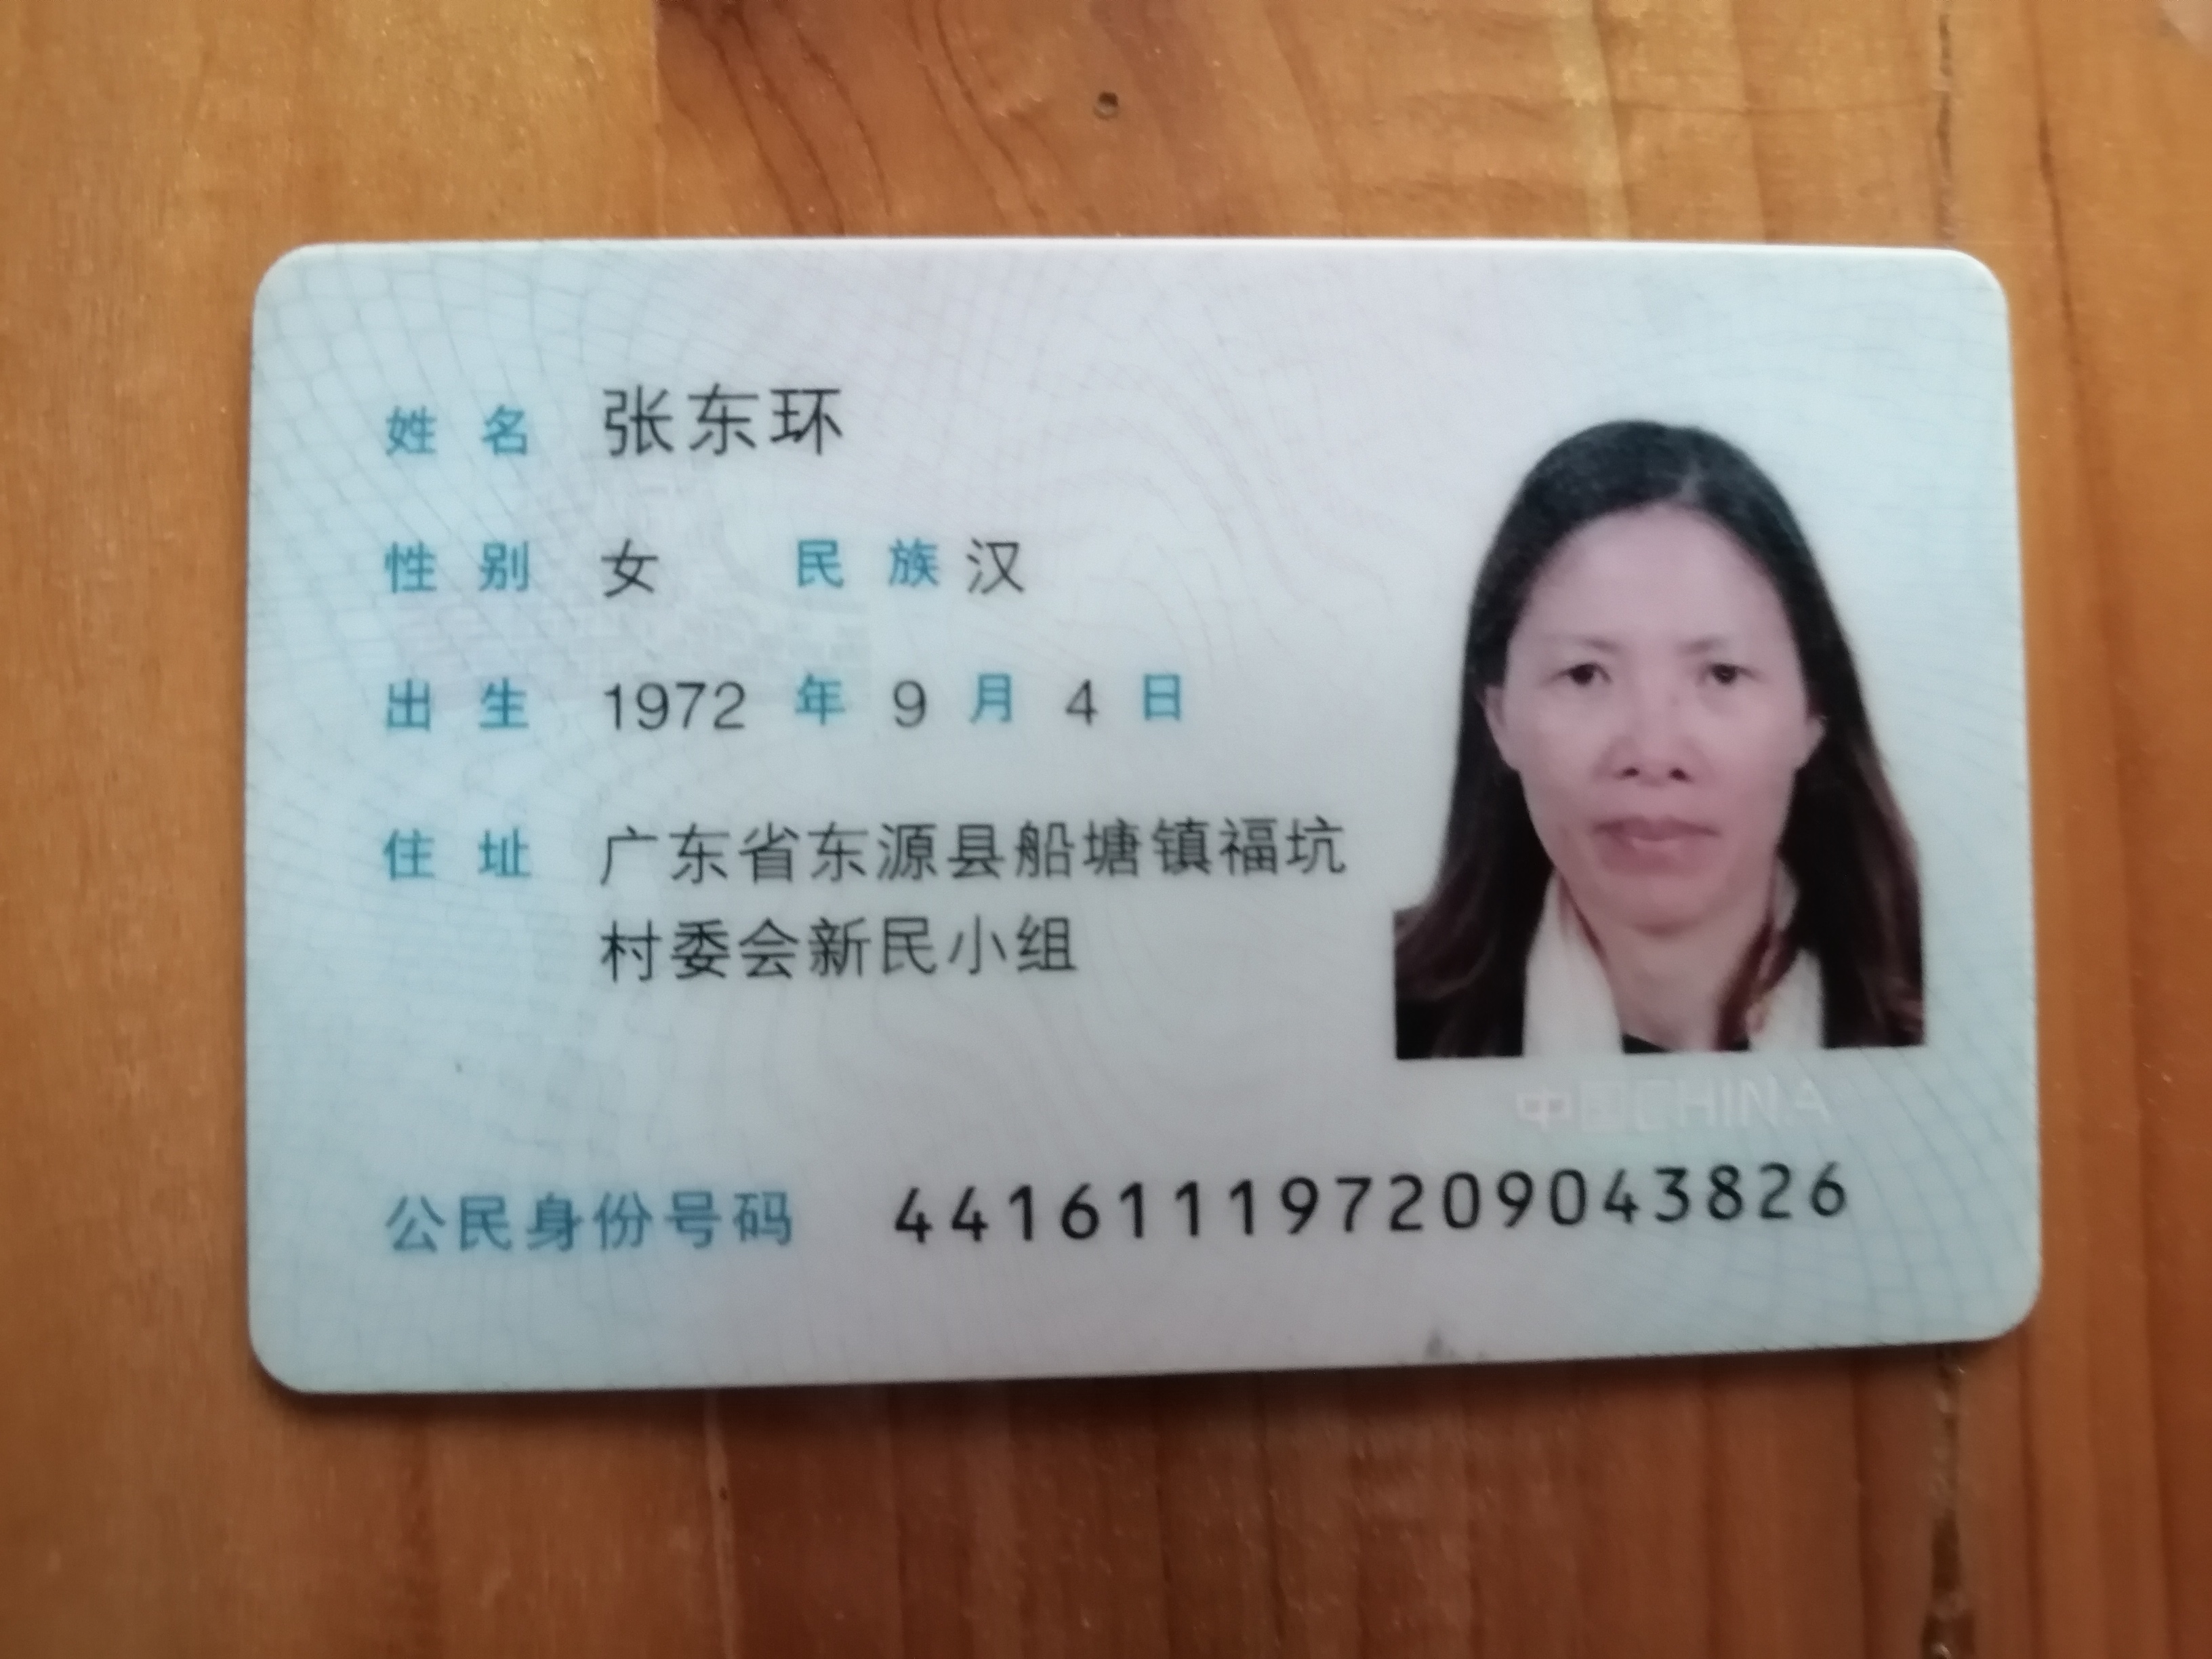 姓名 张东环
性别 女 民族 汉
出生 1972 年 9 月 4 日
住址 广东省东源县船塘镇福坑
村委会新民小组
中国CHINA
公民身份号码 441611197209043826